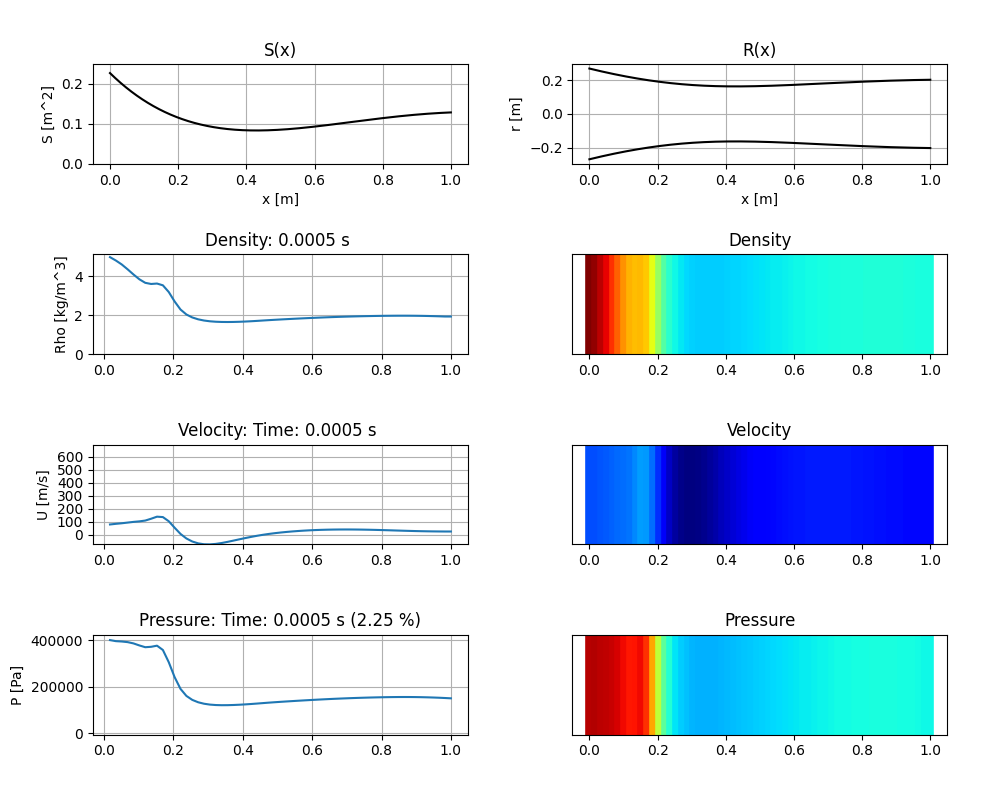 S(x)
S [m^2]
0.2
0.1
0.0
0.0 0.2 0.4 0.6 0.8 1.0
x [m]
R(x)
r [m]
0.2
0.0
−0.2
0.0 0.2 0.4 0.6 0.8 1.0
x [m]
Density: 0.0005 s
Rho [kg/m^3]
4
2
0
0.0 0.2 0.4 0.6 0.8 1.0
Density
0.0 0.2 0.4 0.6 0.8 1.0
Velocity: Time: 0.0005 s
U [m/s]
600
500
400
300
200
100
0
0.0 0.2 0.4 0.6 0.8 1.0
Velocity
0.0 0.2 0.4 0.6 0.8 1.0
Pressure: Time: 0.0005 s (2.25 %)
P [Pa]
400000
200000
0
0.0 0.2 0.4 0.6 0.8 1.0
Pressure
0.0 0.2 0.4 0.6 0.8 1.0